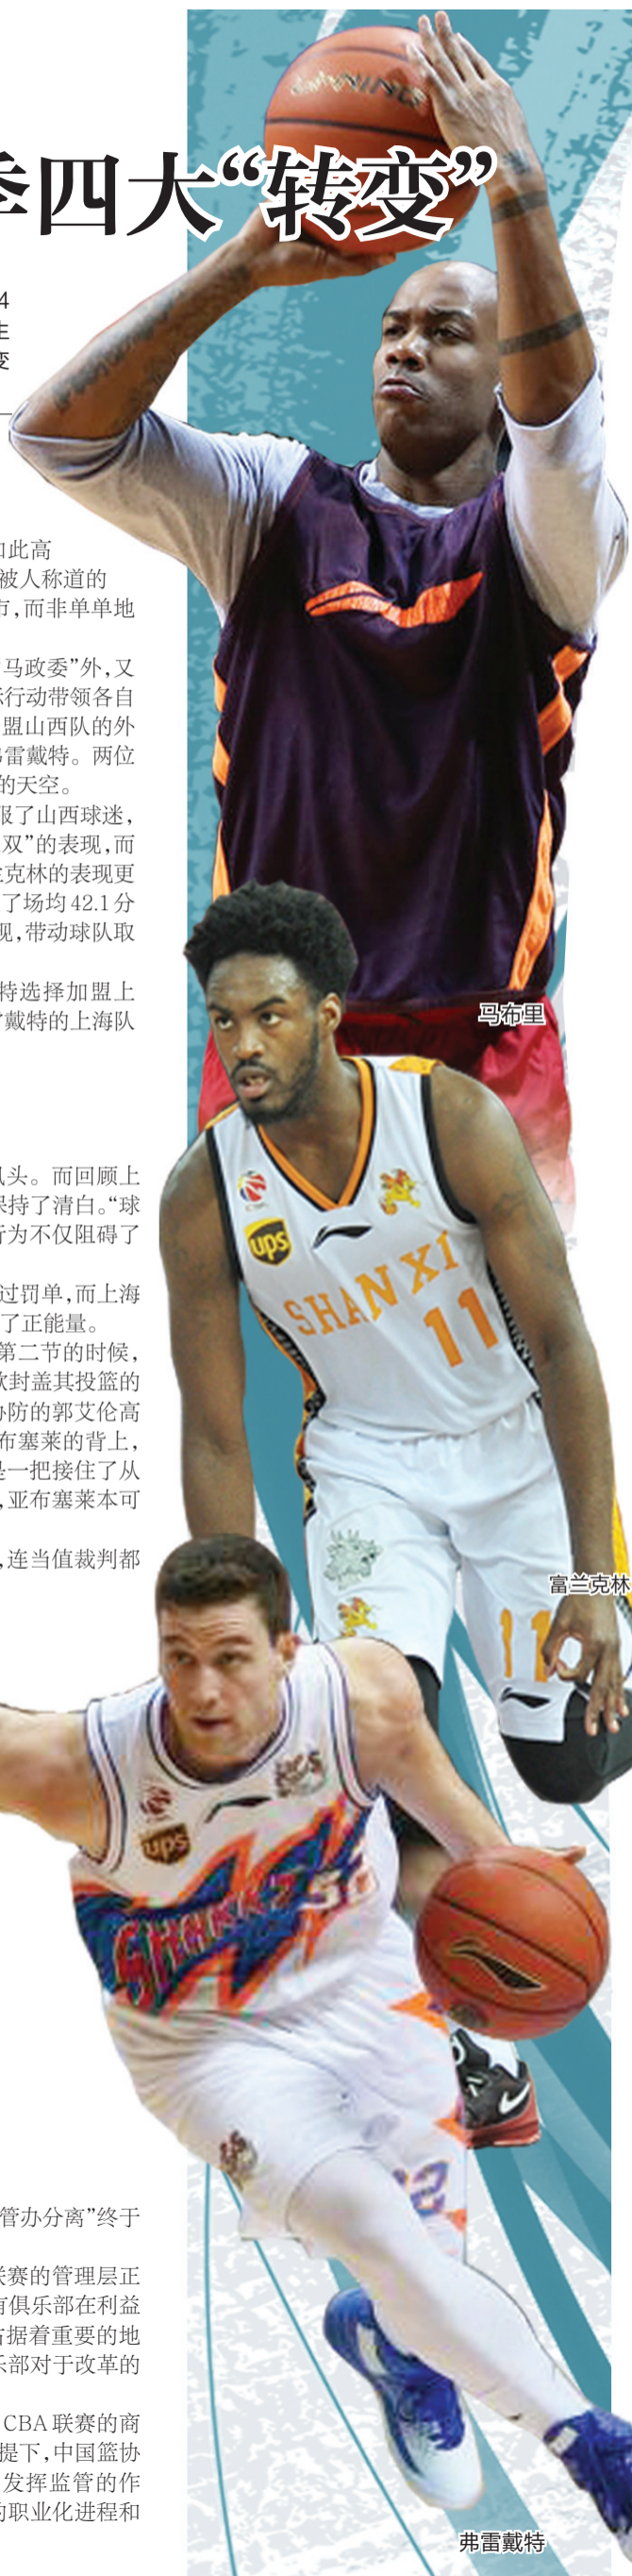 季四大“转变”
4
生
变
如此高
被人称道的
市，而非单单地
马政委”外，又
际行动带领各自
盟山西队的外
弗雷戴特。两位
的天空。
服了山西球迷，
双”的表现，而
兰克林的表现更
了场均42.1分
现，带动球队取
特选择加盟上
雷戴特的上海队
马布里
风头。而回顾上
保持了清白。“球
行为不仅阻碍了
过罚单，而上海
了正能量。
第二节的时候，
欲封盖其投篮的
协防的郭艾伦高
布塞莱的背上，
是一把接住了从
，亚布塞莱本可
，连当值裁判都
ups
SHANXI
11
富兰克林
11
ups
SHARKS
管办分离”终于
联赛的管理层正
有俱乐部在利益
占据着重要的地
乐部对于改革的
CBA联赛的商
提下，中国篮协
发挥监管的作
的职业化进程和
弗雷戴特